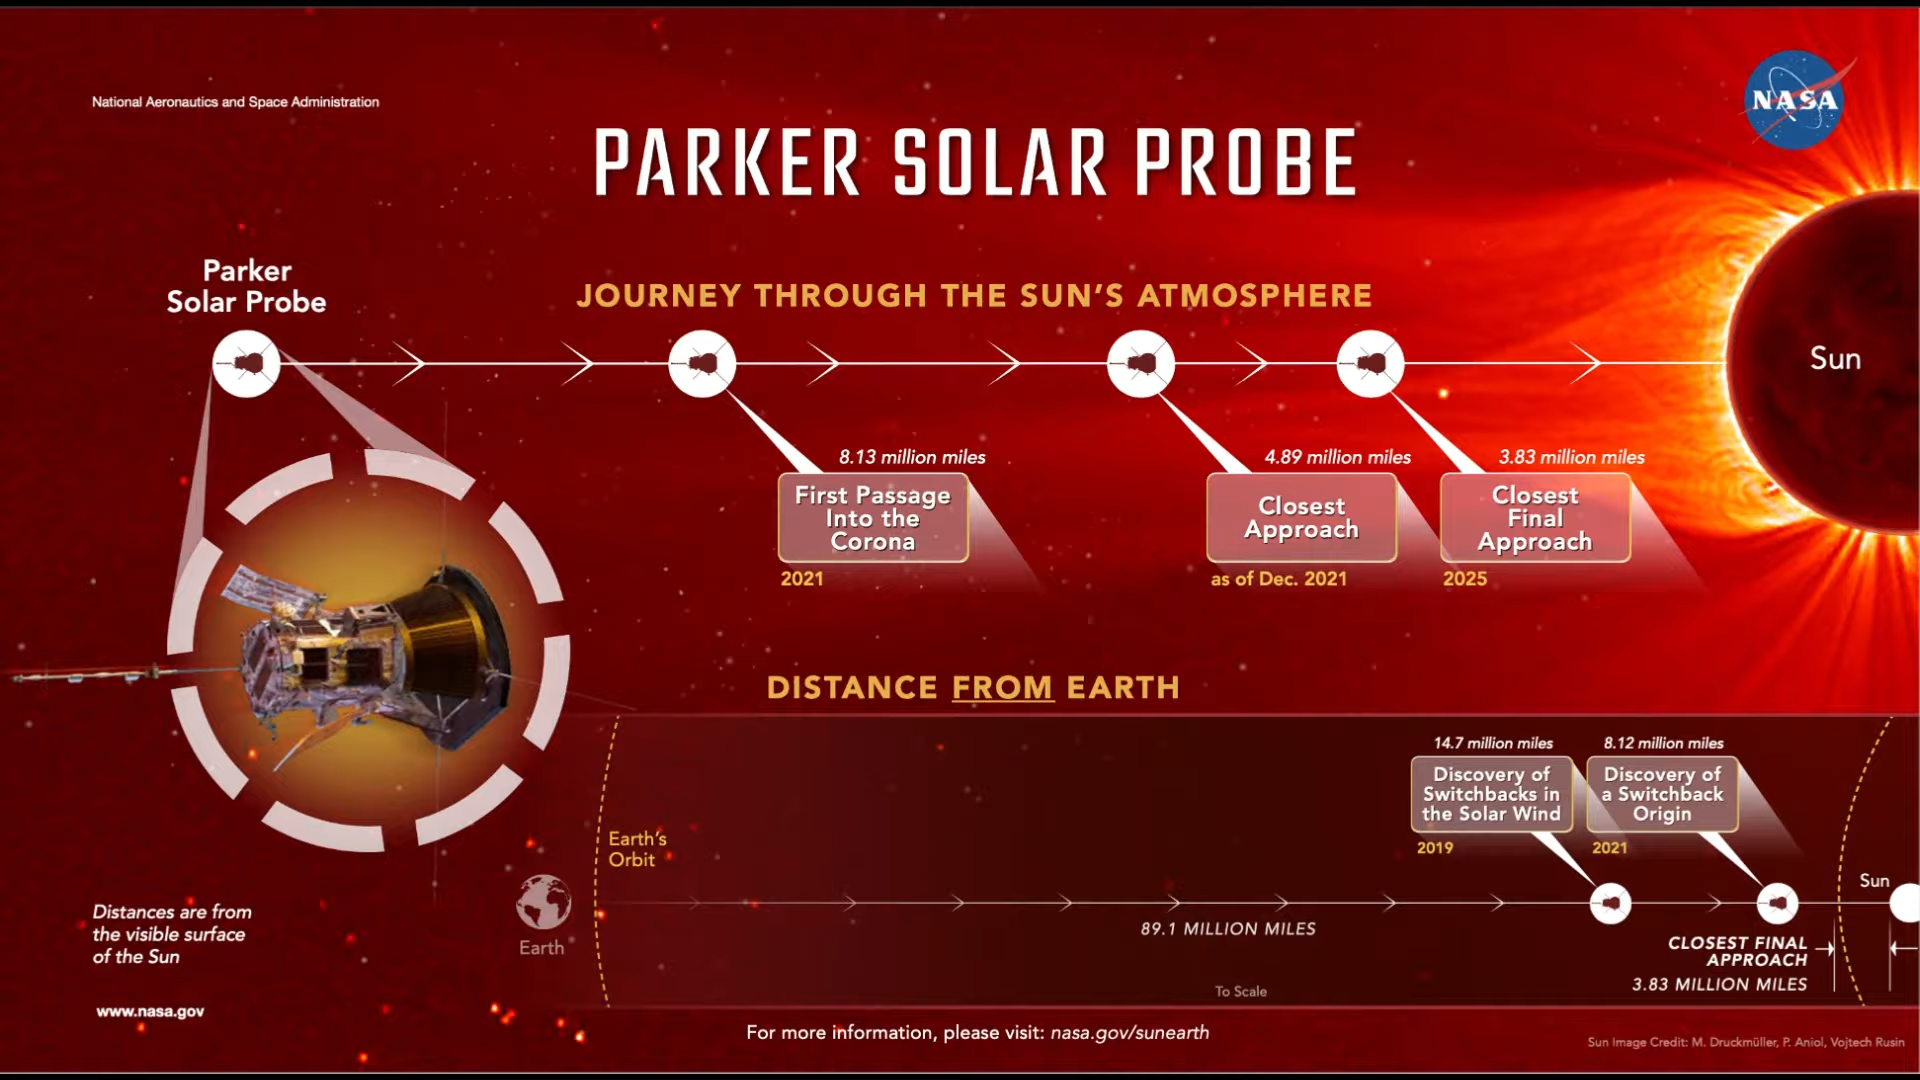 National Aeronautics and Space Administration
NASA
PARKER SOLAR PROBE
Parker
Solar Probe
JOURNEY THROUGH THE SUN'S ATMOSPHERE
Sun
8.13 million miles
First Passage
Into the
Corona
2021
4.89 million miles
Closest
Approach
as of Dec. 2021
3.83 million miles
Closest
Final
Approach
2025
DISTANCE FROM EARTH
14.7 million miles
Discovery of
Switchbacks in
the Solar Wind
2019
8.12 million miles
Discovery of
a Switchback
Origin
2021
Earth's
Orbit
Earth
Sun
89.1 MILLION MILES
CLOSEST FINAL
APPROACH
3.83 MILLION MILES
To Scale
Distances are from
the visible surface
of the Sun
www.nasa.gov
For more information, please visit: nasa.gov/sunearth
Sun Image Credit: M. Druckmüller, P. Aniol, Vojtech Rusin